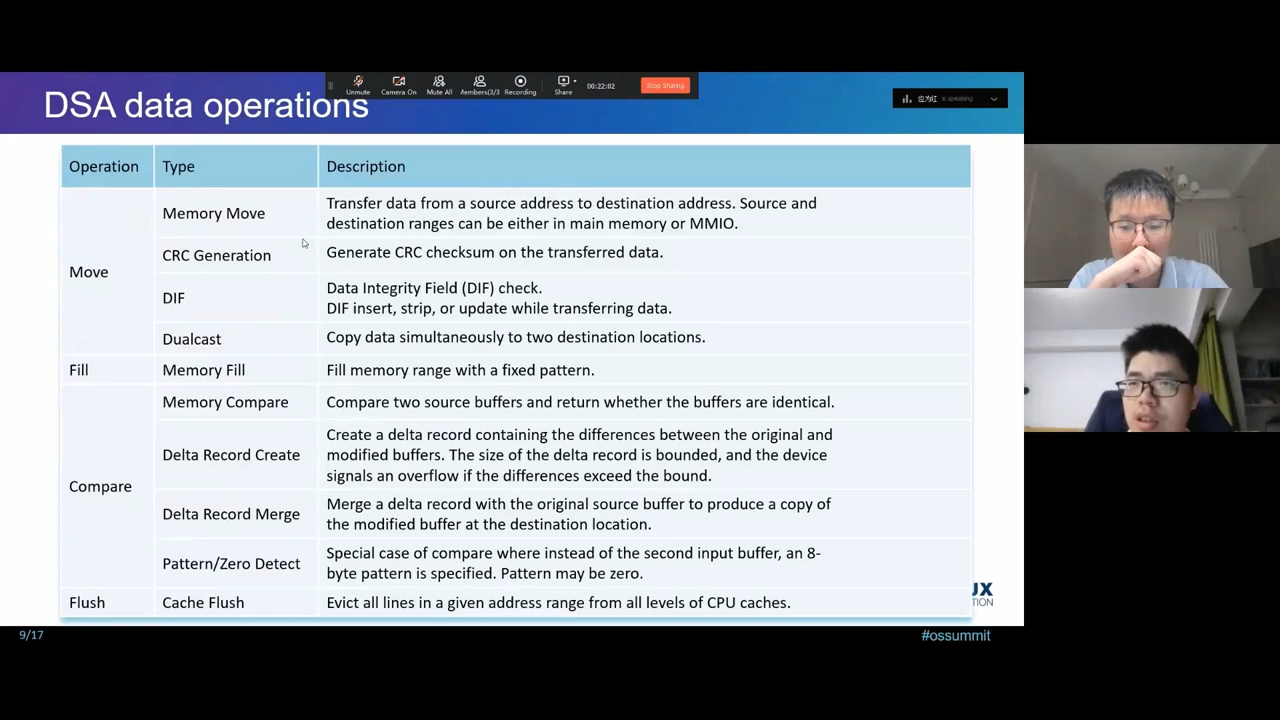 Unmute
Camera On
Mute All
Members(3/3
Recording
Share
00:22:02
Stop Sharing
DSA data operations
is speaking
Operation
Type
Description
Move
Memory Move
Transfer data from a source address to destination address. Source and
destination ranges can be either in main memory or MMIO.
CRC Generation
Generate CRC checksum on the transferred data.
DIF
Data Integrity Field (DIF) check.
DIF insert, strip, or update while transferring data.
Dualcast
Copy data simultaneously to two destination locations.
Fill
Memory Fill
Fill memory range with a fixed pattern.
Compare
Memory Compare
Compare two source buffers and return whether the buffers are identical.
Delta Record Create
Create a delta record containing the differences between the original and
modified buffers. The size of the delta record is bounded, and the device
signals an overflow if the differences exceed the bound.
Delta Record Merge
Merge a delta record with the original source buffer to produce a copy of
the modified buffer at the destination location.
Pattern/Zero Detect
Special case of compare where instead of the second input buffer, an 8-
byte pattern is specified. Pattern may be zero.
Flush
Cache Flush
Evict all lines in a given address range from all levels of CPU caches.
UX
TION
9/17
#ossummit